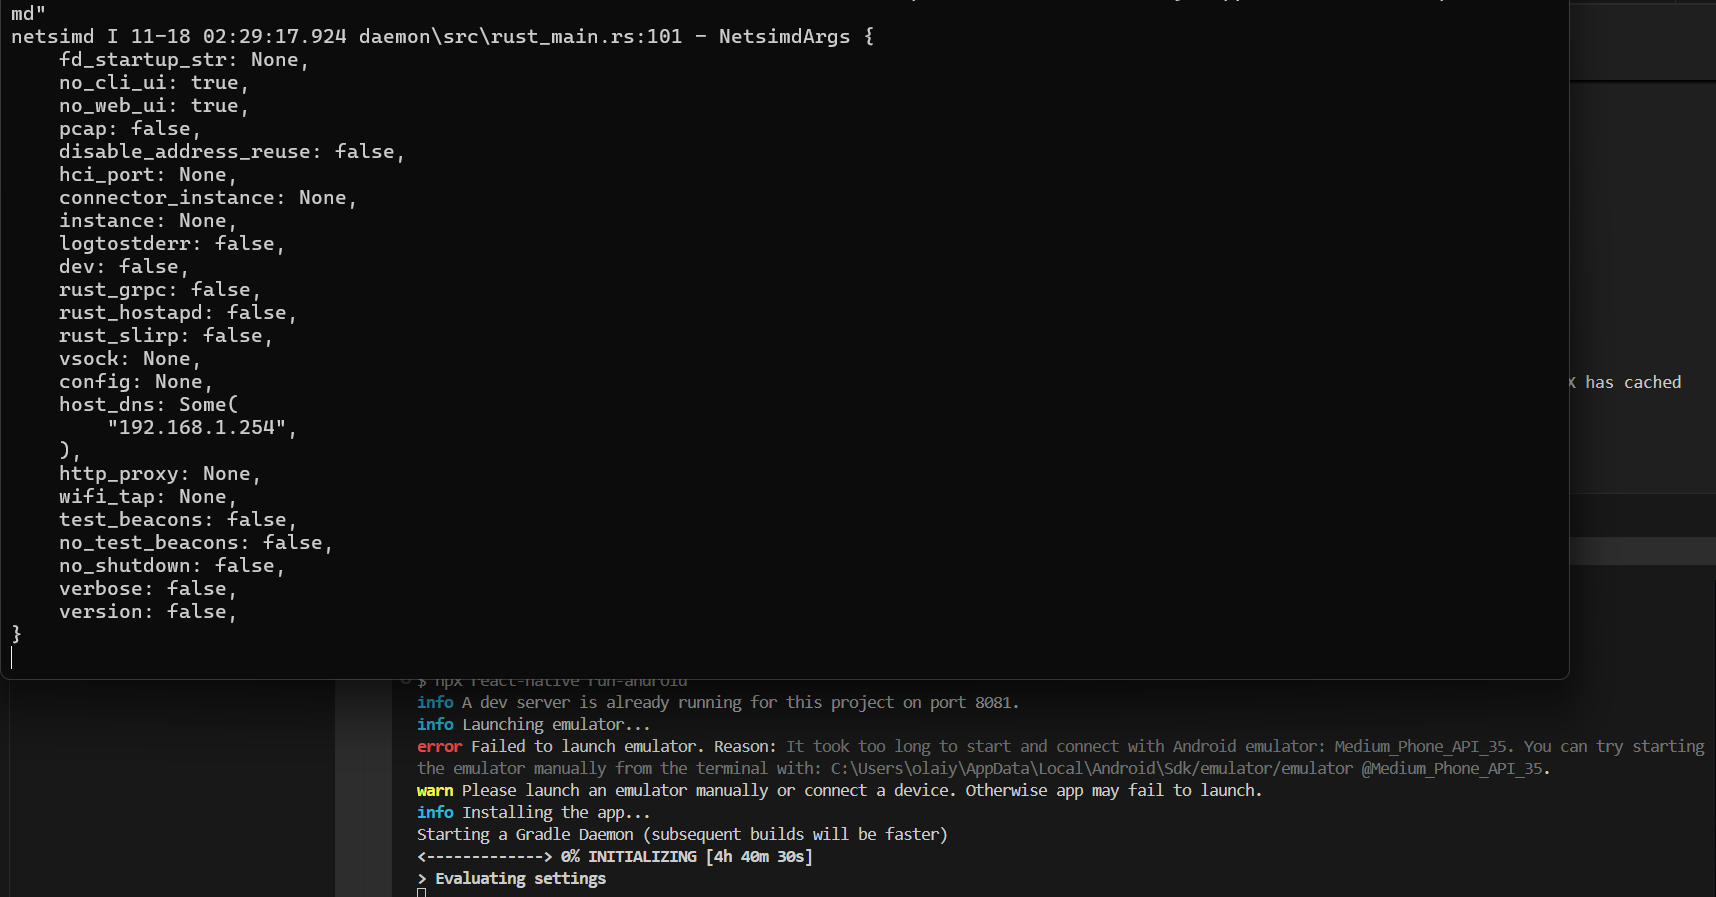 md"
netsimd I 11-18 02:29:17.924 daemon\src\rust_main.rs:101 - NetsimdArgs {
    fd_startup_str: None,
    no_cli_ui: true,
    no_web_ui: true,
    pcap: false,
    disable_address_reuse: false,
    hci_port: None,
    connector_instance: None,
    instance: None,
    logtostderr: false,
    dev: false,
    rust_grpc: false,
    rust_hostapd: false,
    rust_slirp: false,
    vsock: None,
    config: None,
    host_dns: Some(
        "192.168.1.254",
    ),
    http_proxy: None,
    wifi_tap: None,
    test_beacons: false,
    no_test_beacons: false,
    no_shutdown: false,
    verbose: false,
    version: false,
}
X has cached
$ npx react-native run-android
info A dev server is already running for this project on port 8081.
info Launching emulator...
error Failed to launch emulator. Reason: It took too long to start and connect with Android emulator: Medium_Phone_API_35. You can try starting
the emulator manually from the terminal with: C:\Users\olaiy\AppData\Local\Android\Sdk/emulator/emulator @Medium_Phone_API_35.
warn Please launch an emulator manually or connect a device. Otherwise app may fail to launch.
info Installing the app...
Starting a Gradle Daemon (subsequent builds will be faster)
<-------------> 0% INITIALIZING [4h 40m 30s]
> Evaluating settings